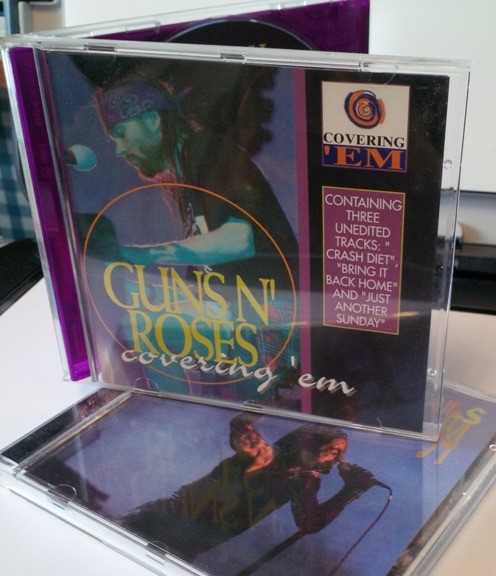 COVERING
'EM
CONTAINING
THREE
UNEDITED
TRACKS: "
CRASH DIET",
"BRING IT
BACK HOME"
AND "JUST
ANOTHER
SUNDAY"
GUNS N'
ROSES
covering 'em